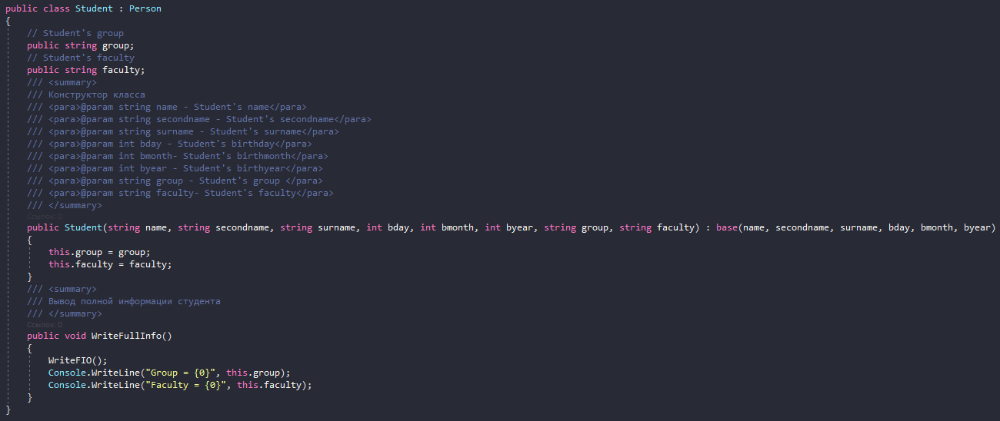 public class Student : Person
{
// Student's group
public string group;
// Student's faculty
public string faculty;
/// <summary>
/// Конструктор класса
/// <para>@param string name - Student's name</para>
/// <para>@param string secondname - Student's secondname</para>
/// <para>@param string surname - Student's surname</para>
/// <para>@param int bday - Student's birthday</para>
/// <para>@param int bmonth- Student's birthmonth</para>
/// <para>@param int byear - Student's birthyear</para>
/// <para>@param string group - Student's group </para>
/// <para>@param string faculty- Student's faculty</para>
/// </summary>
Ссылок: 0
public Student(string name, string secondname, string surname, int bday, int bmonth, int byear, string group, string faculty) : base(name, secondname, surname, bday, bmonth, byear)
{
this.group = group;
this.faculty = faculty;
}
/// <summary>
/// Вывод полной информации студента
/// </summary>
Ссылок: 0
public void WriteFullInfo()
{
WriteFIO();
Console.WriteLine("Group = {0}", this.group);
Console.WriteLine("Faculty = {0}", this.faculty);
}
}